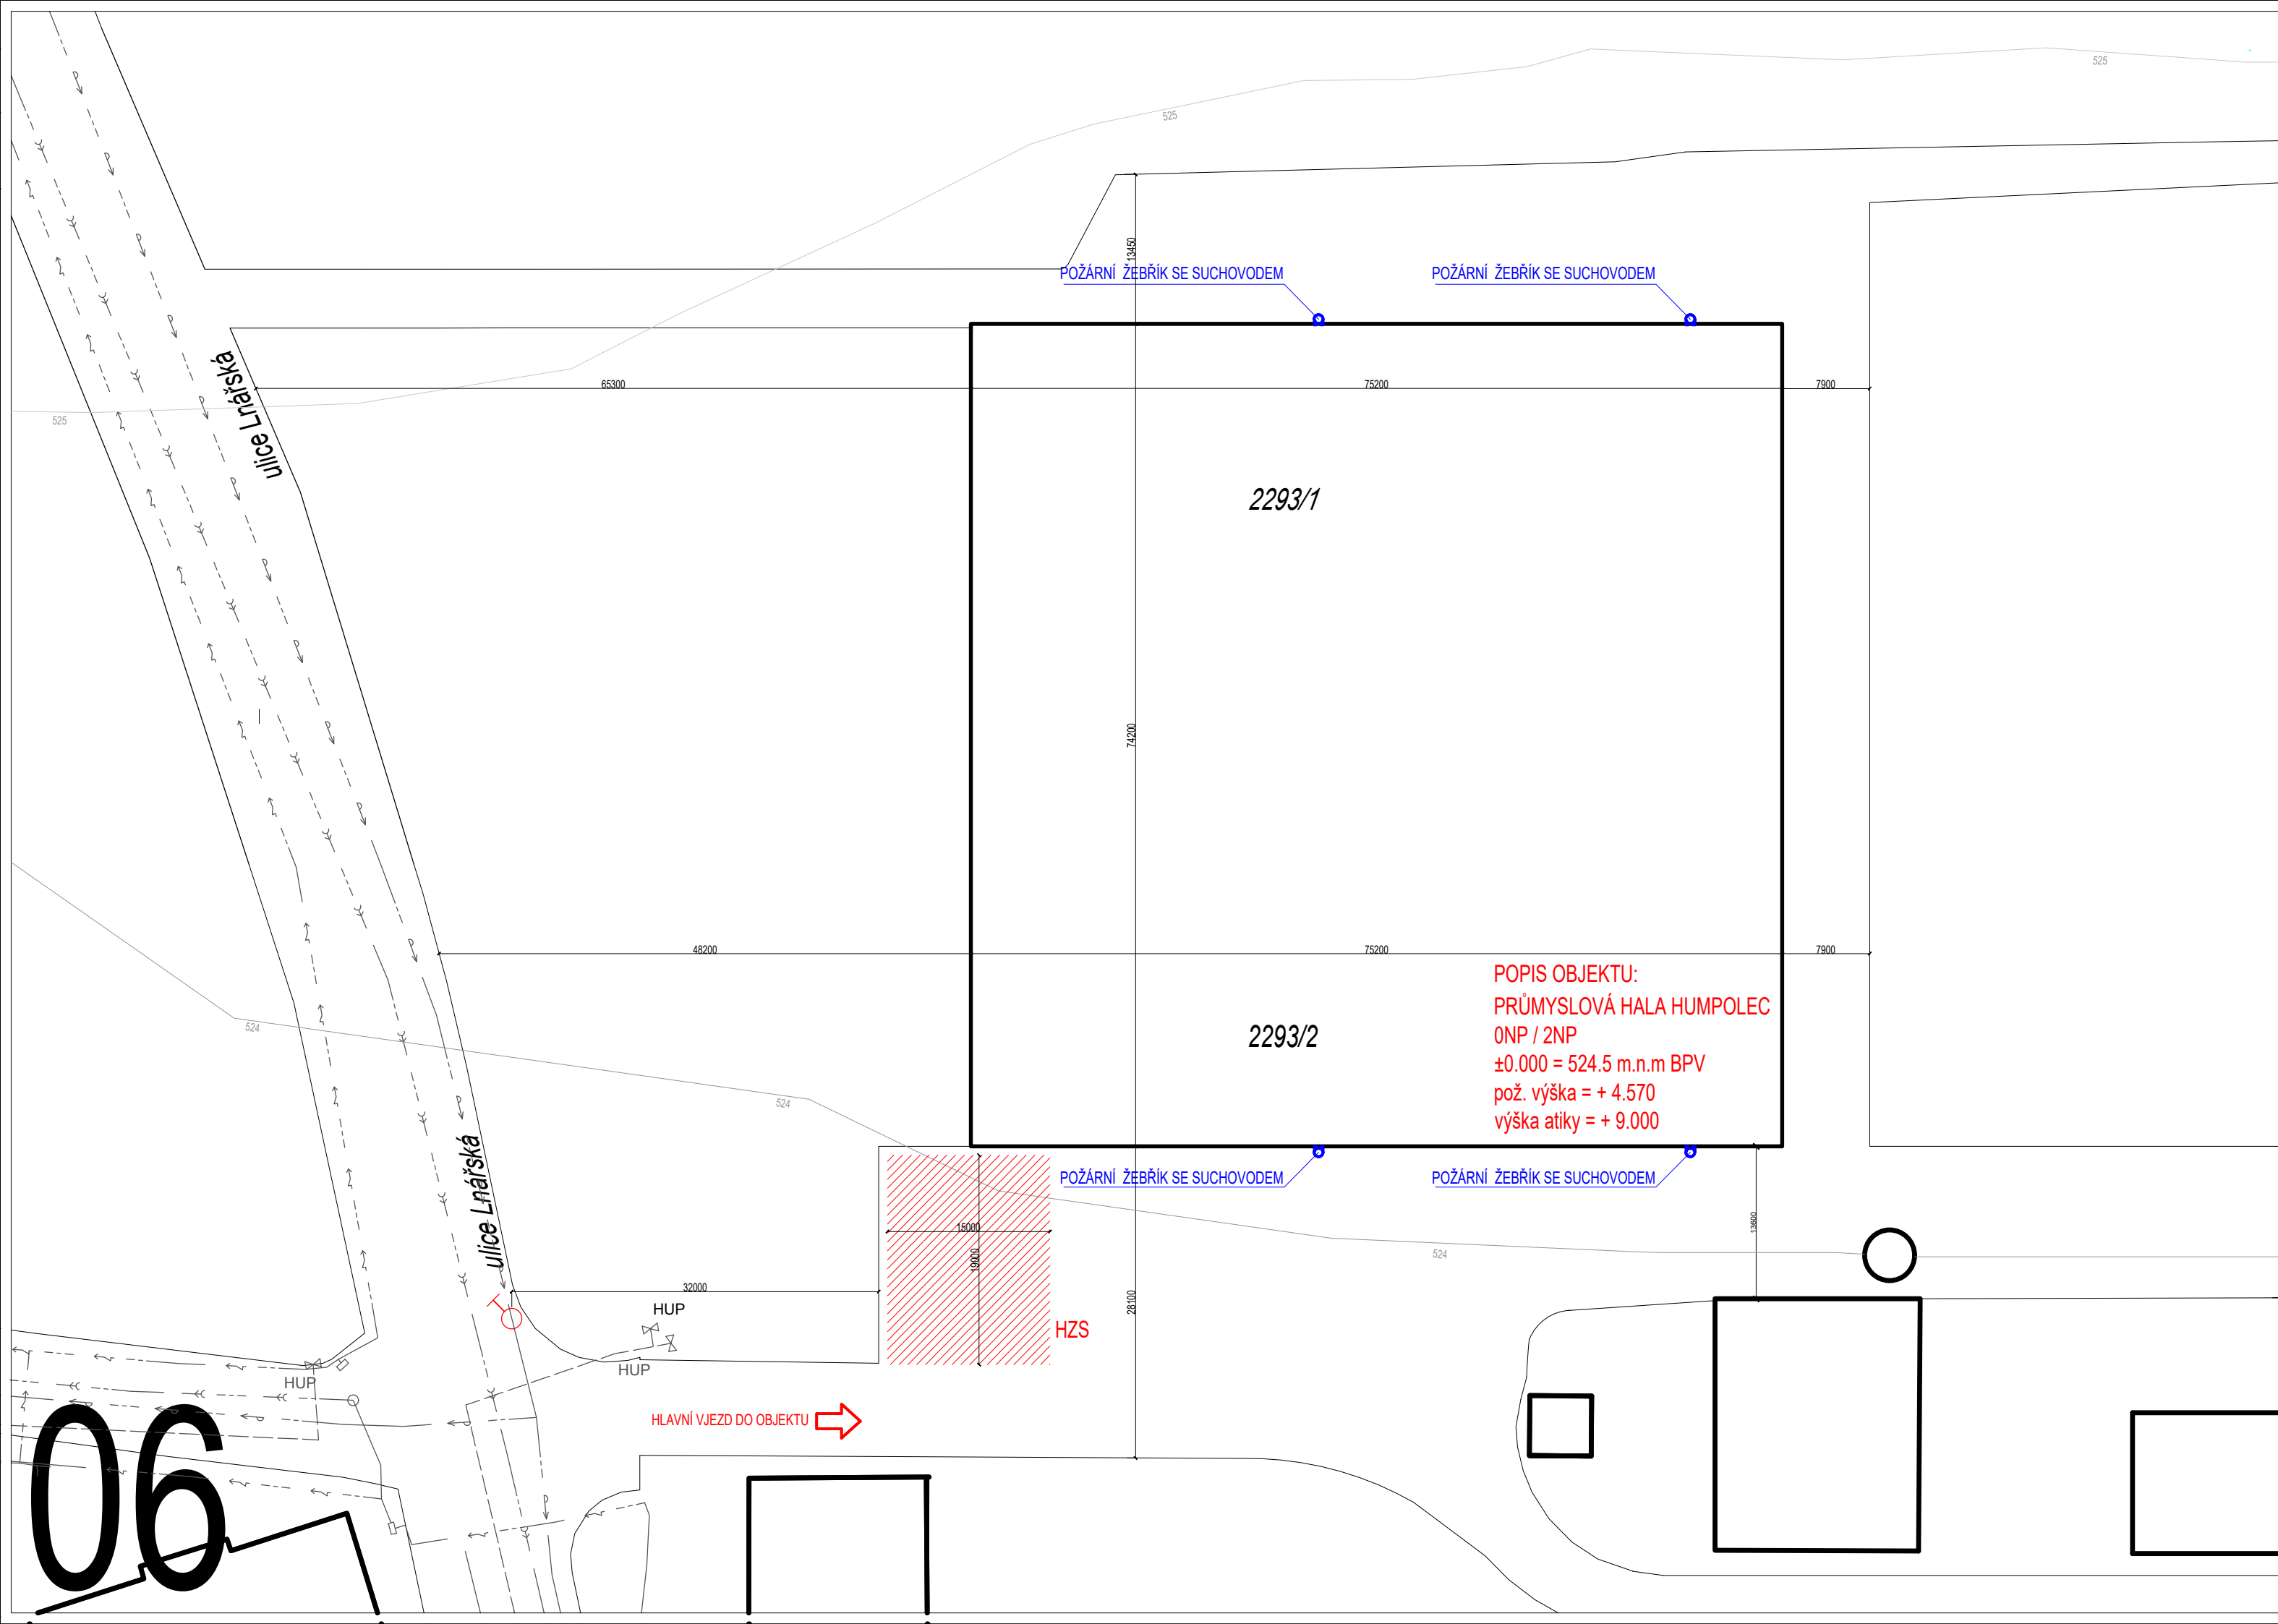 525
525
13450
POŽÁRNÍ ŽEBŘÍK SE SUCHOVODEM
POŽÁRNÍ ŽEBŘÍK SE SUCHOVODEM
65300
75200
7900
525
ulice Lnářská
2293/1
74200
48200
75200
7900
POPIS OBJEKTU:
PRŮMYSLOVÁ HALA HUMPOLEC
0NP / 2NP
±0.000 = 524.5 m.n.m BPV
pož. výška = + 4.570
výška atiky = + 9.000
524
2293/2
524
ulice Lnářská
POŽÁRNÍ ŽEBŘÍK SE SUCHOVODEM
POŽÁRNÍ ŽEBŘÍK SE SUCHOVODEM
15000
19000
13600
524
32000
28100
HUP
HZS
HUP
HUP
HLAVNÍ VJEZD DO OBJEKTU
06